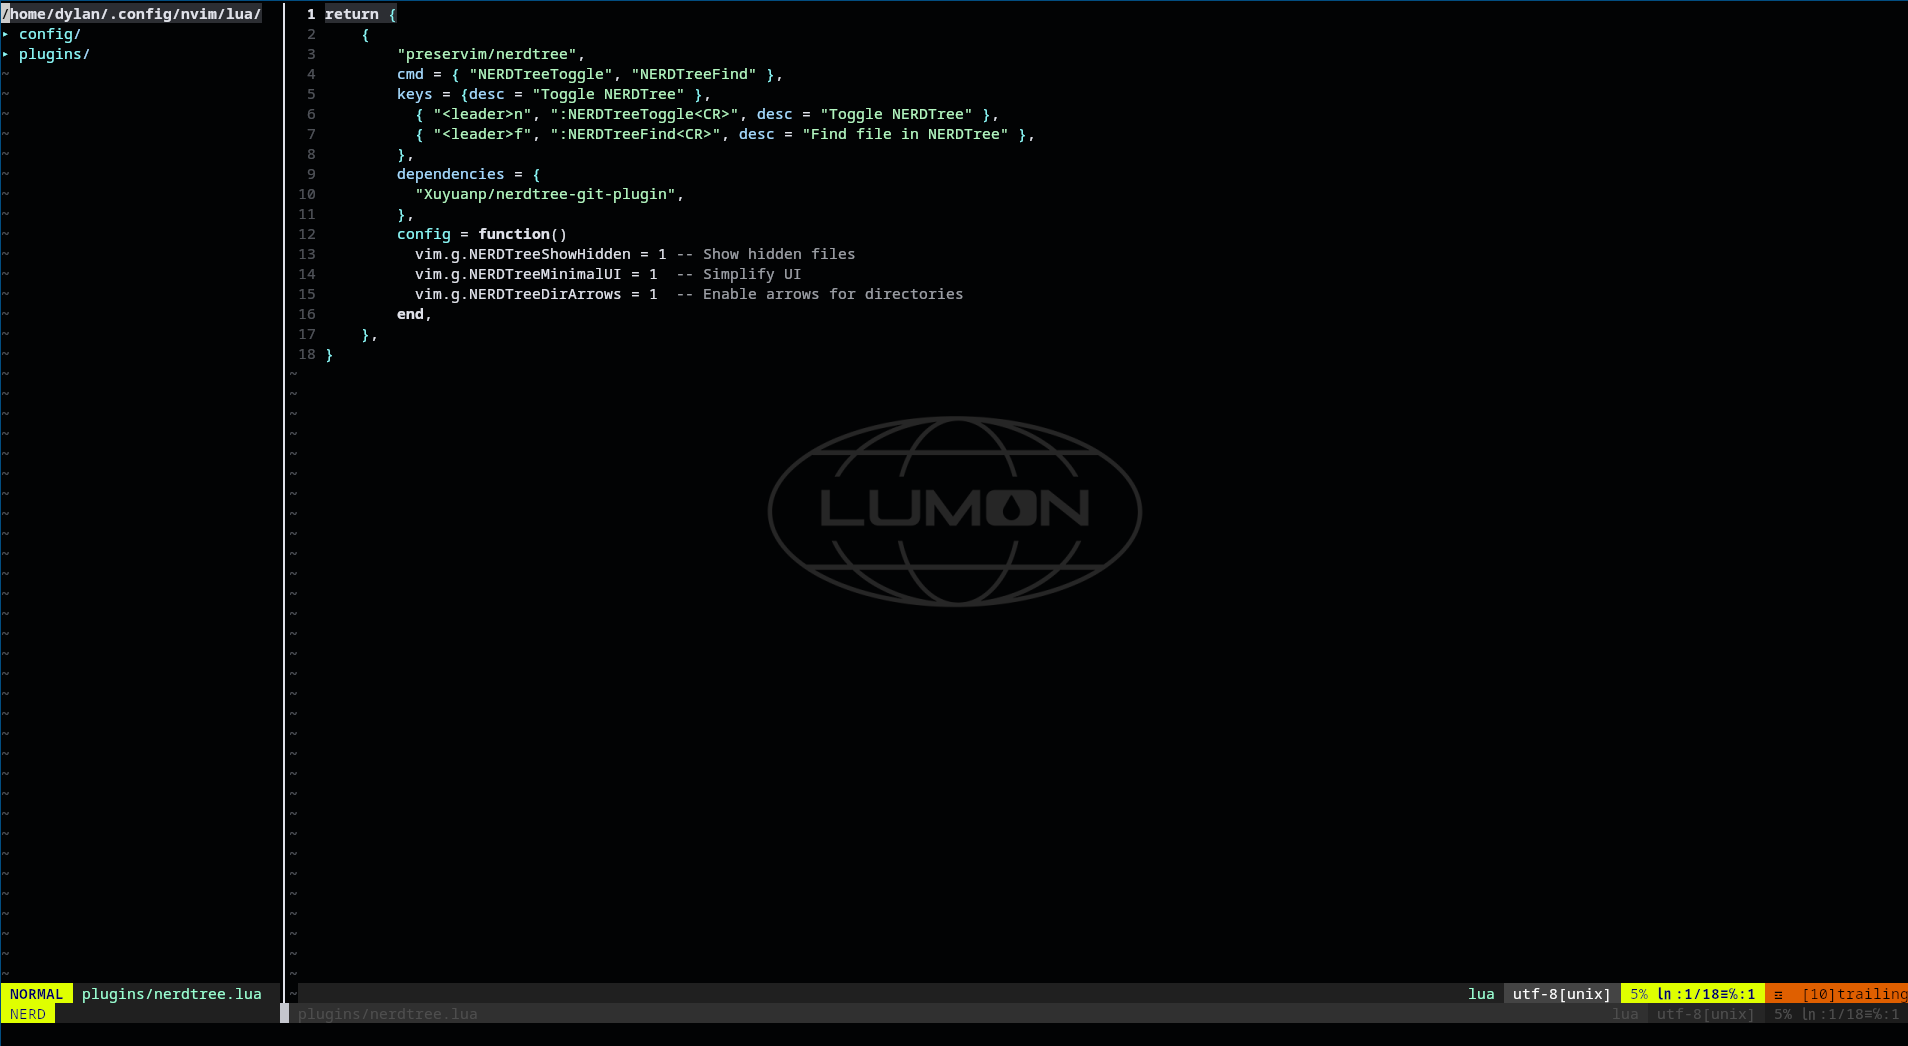 /home/dylan/.config/nvim/lua/
▸ config/
▸ plugins/
1 return {
2     {
3         "preservim/nerdtree",
4         cmd = { "NERDTreeToggle", "NERDTreeFind" },
5         keys = {desc = "Toggle NERDTree" },
6           { "<leader>n", ":NERDTreeToggle<CR>", desc = "Toggle NERDTree" },
7           { "<leader>f", ":NERDTreeFind<CR>", desc = "Find file in NERDTree" },
8         },
9         dependencies = {
10           "Xuyuanp/nerdtree-git-plugin",
11         },
12         config = function()
13           vim.g.NERDTreeShowHidden = 1 -- Show hidden files
14           vim.g.NERDTreeMinimalUI = 1  -- Simplify UI
15           vim.g.NERDTreeDirArrows = 1  -- Enable arrows for directories
16         end,
17     },
18 }
LUMON
NORMAL plugins/nerdtree.lua lua utf-8[unix] 5% ln:1/18≡℅:1 ☲ [10]trailing
NERD plugins/nerdtree.lua lua utf-8[unix] 5% ln:1/18≡℅:1